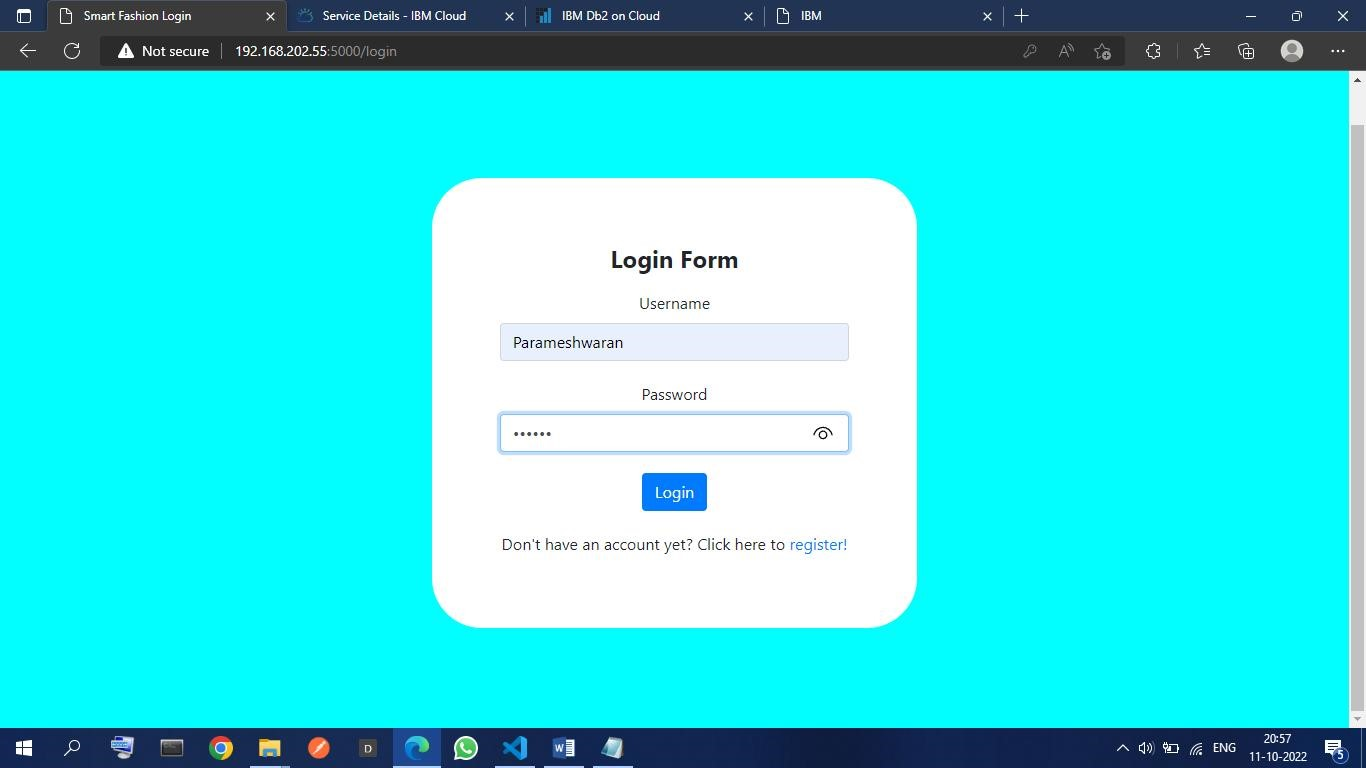 Smart Fashion Login
Service Details - IBM Cloud
IBM Db2 on Cloud
IBM
Not secure
192.168.202.55:5000/login
Login Form
Username
Parameshwaran
Password
••••••
Login
Don't have an account yet? Click here to register!
D
ENG
20:57
11-10-2022
5